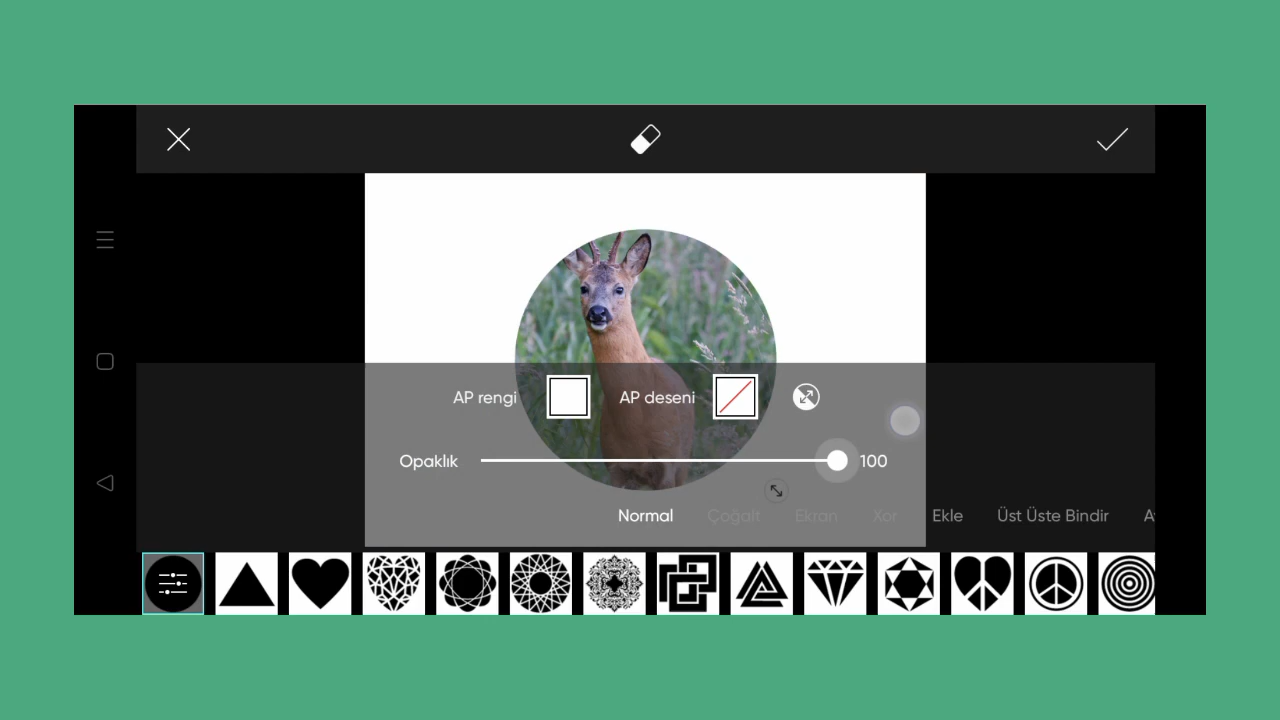 AP rengi AP deseni
Opaklık 100
Normal Çoğalt Ekran Xor Ekle Üst Üste Bindir